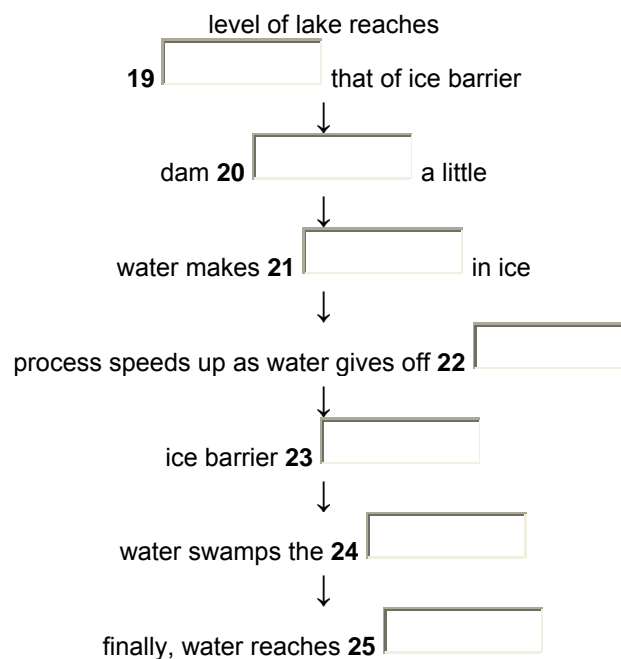 level of lake reaches
19 that of ice barrier
↓
dam 20 a little
↓
water makes 21 in ice
↓
process speeds up as water gives off 22
↓
ice barrier 23
↓
water swamps the 24
↓
finally, water reaches 25